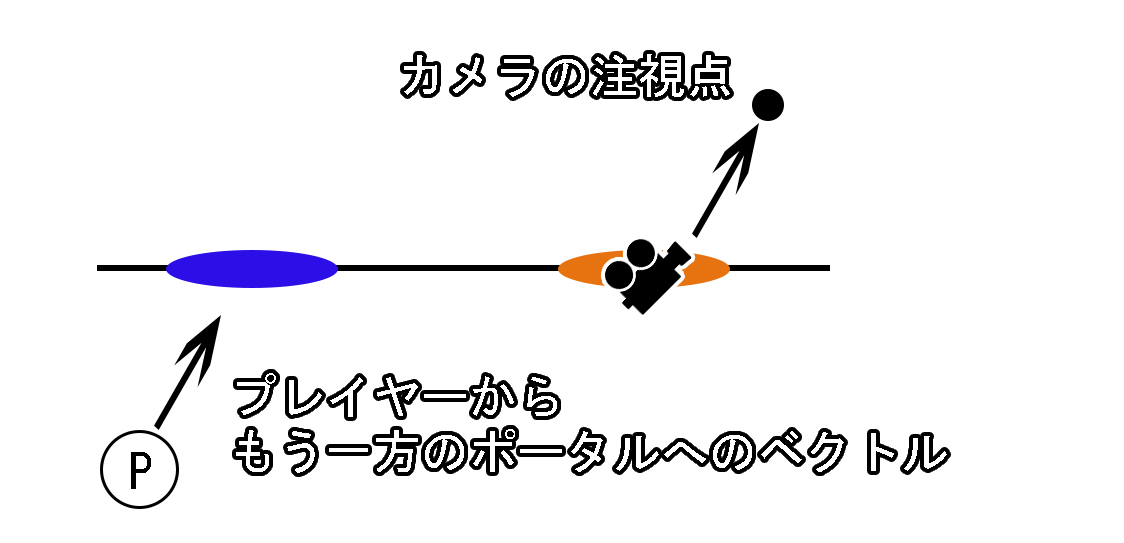 カメラの注視点
プレイヤーから
もう一方のポータルへのベクトル
P